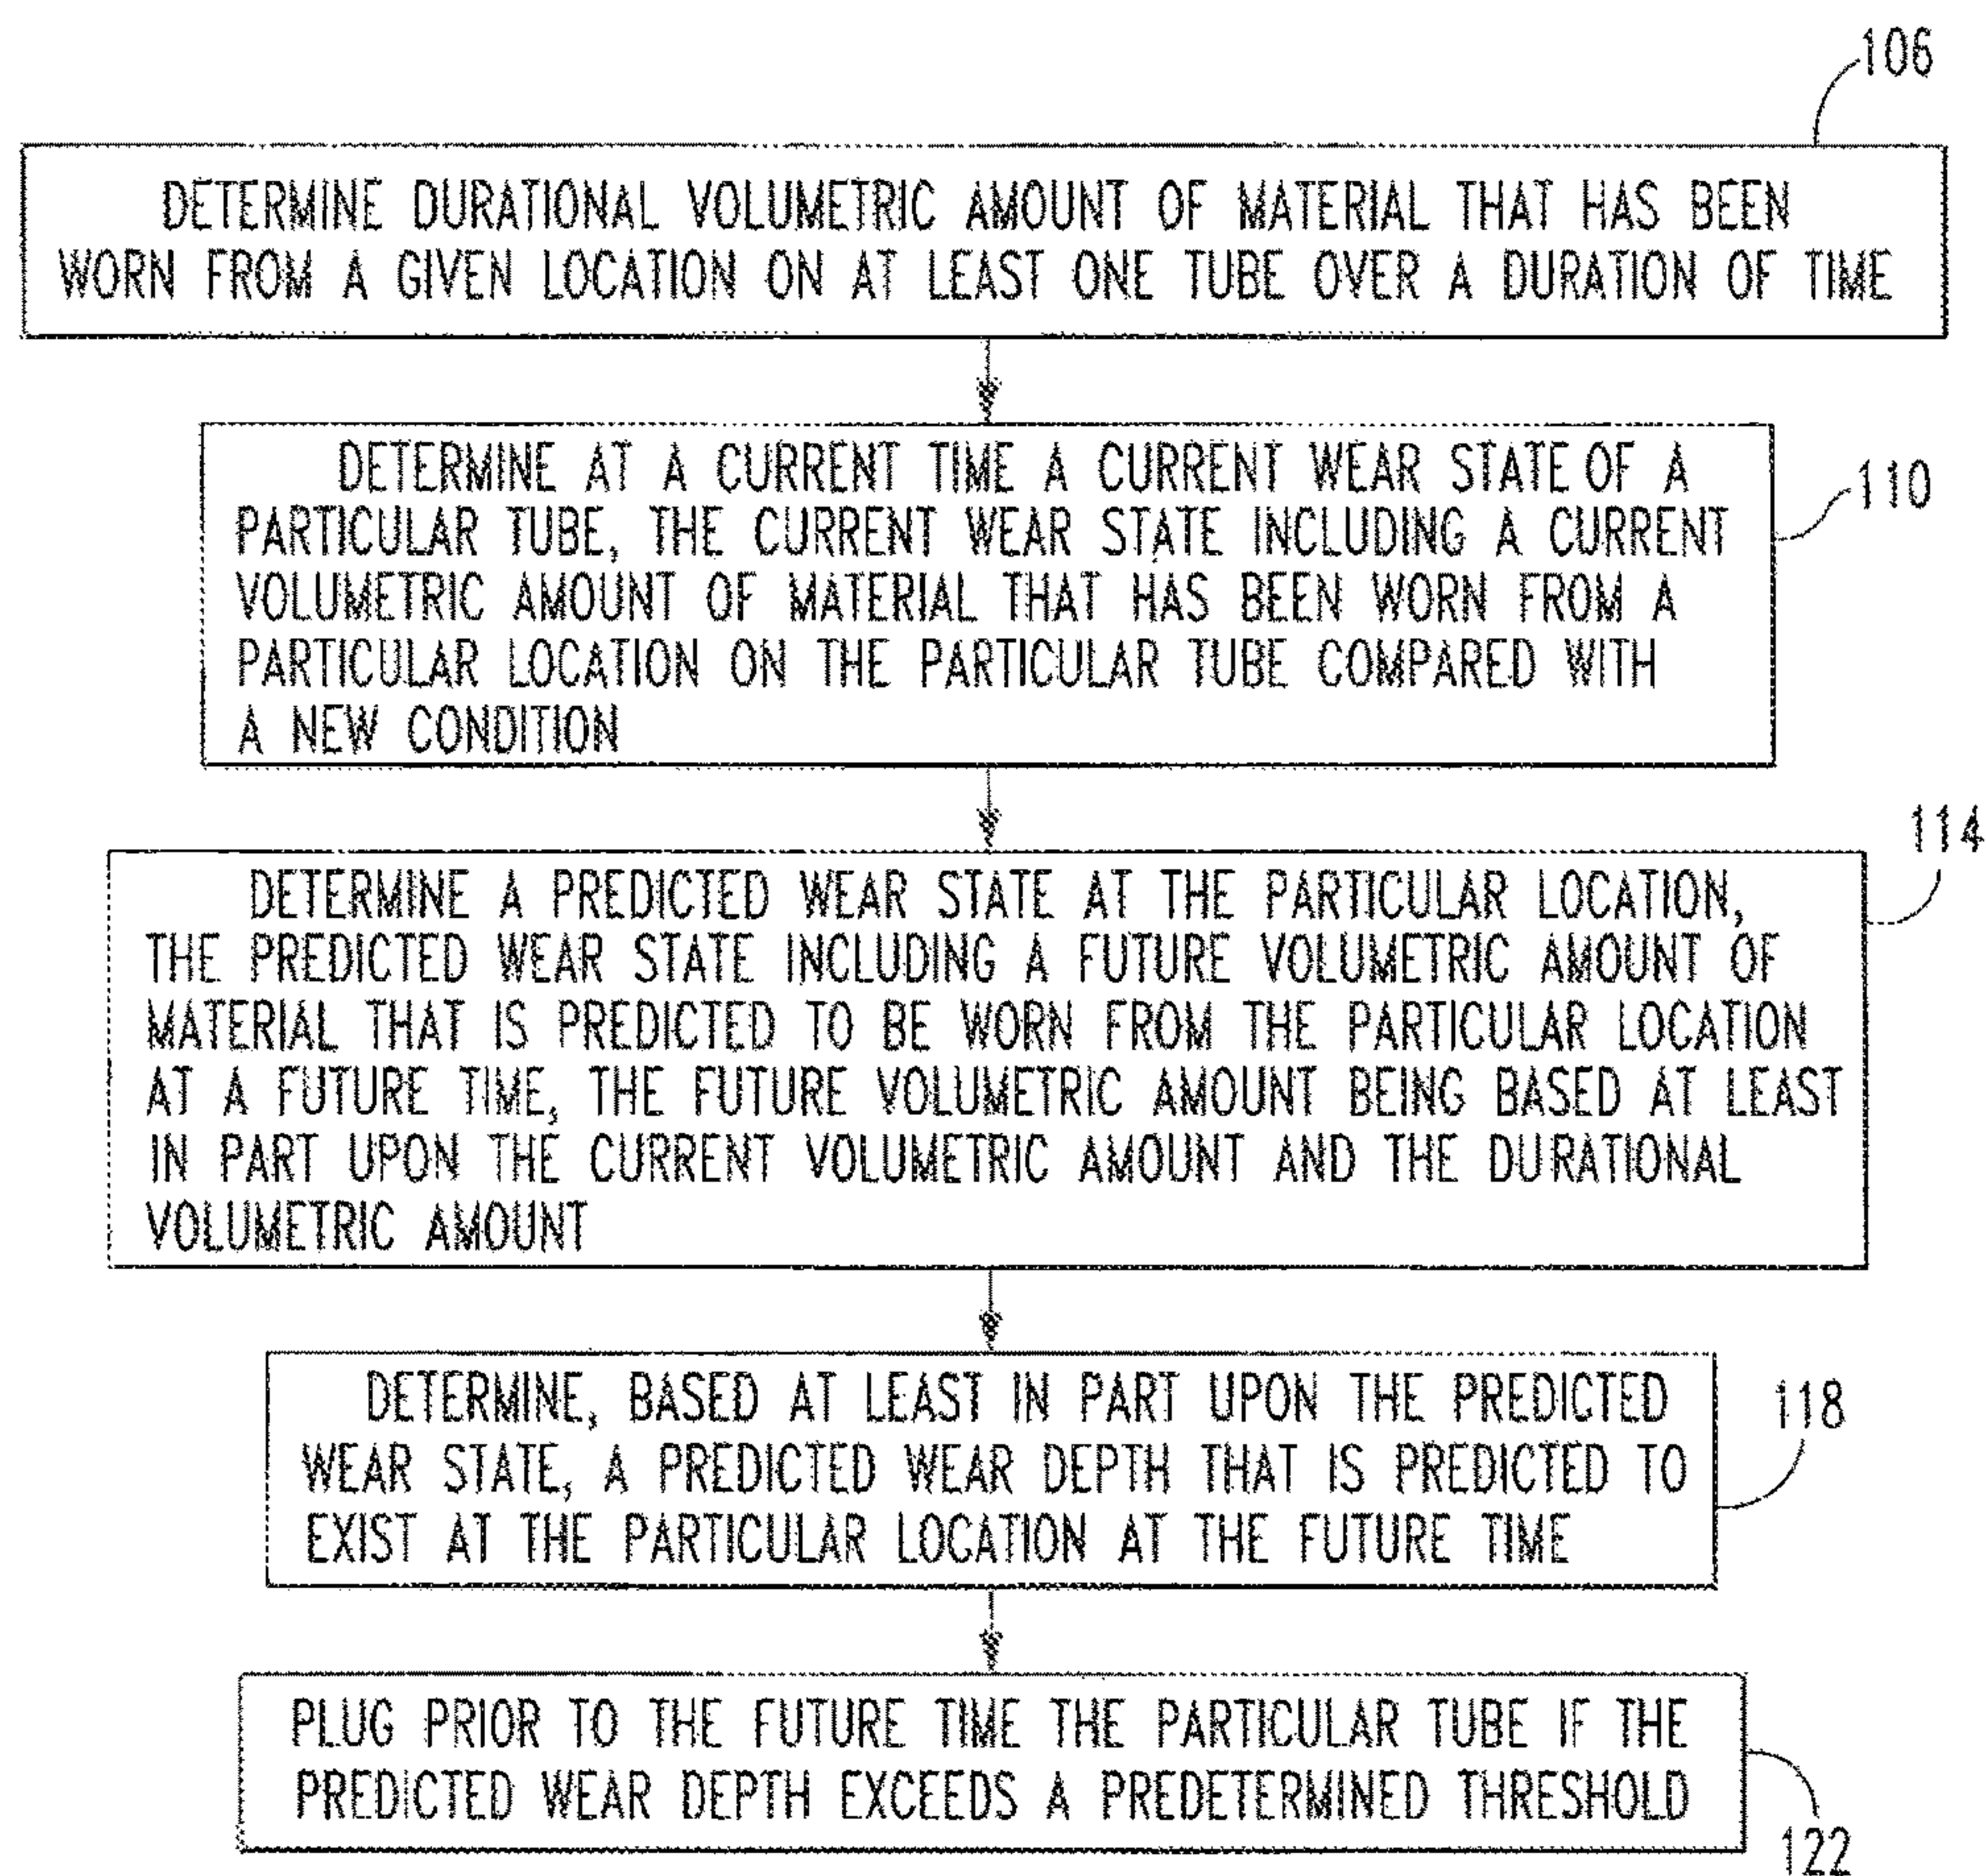 106
DETERMINE DURATIONAL VOLUMETRIC AMOUNT OF MATERIAL THAT HAS BEEN
WORN FROM A GIVEN LOCATION ON AT LEAST ONE TUBE OVER A DURATION OF TIME
DETERMINE AT A CURRENT TIME A CURRENT WEAR STATE OF A
PARTICULAR TUBE, THE CURRENT WEAR STATE INCLUDING A CURRENT
VOLUMETRIC AMOUNT OF MATERIAL THAT HAS BEEN WORN FROM A
PARTICULAR LOCATION ON THE PARTICULAR TUBE COMPARED WITH
A NEW CONDITION
110
114
DETERMINE A PREDICTED WEAR STATE AT THE PARTICULAR LOCATION,
THE PREDICTED WEAR STATE INCLUDING A FUTURE VOLUMETRIC AMOUNT OF
MATERIAL THAT IS PREDICTED TO BE WORN FROM THE PARTICULAR LOCATION
AT A FUTURE TIME, THE FUTURE VOLUMETRIC AMOUNT BEING BASED AT LEAST
IN PART UPON THE CURRENT VOLUMETRIC AMOUNT AND THE DURATIONAL
VOLUMETRIC AMOUNT
DETERMINE, BASED AT LEAST IN PART UPON THE PREDICTED
WEAR STATE, A PREDICTED WEAR DEPTH THAT IS PREDICTED TO
EXIST AT THE PARTICULAR LOCATION AT THE FUTURE TIME
118
PLUG PRIOR TO THE FUTURE TIME THE PARTICULAR TUBE IF THE
PREDICTED WEAR DEPTH EXCEEDS A PREDETERMINED THRESHOLD
122